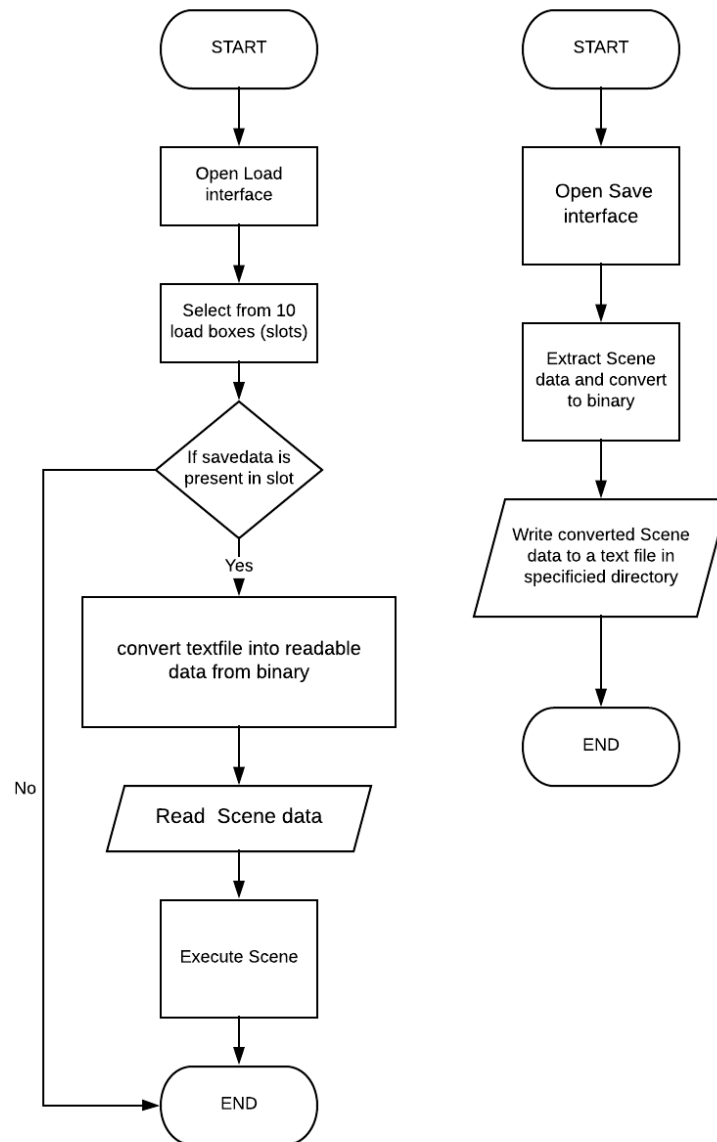 START
Open Load
interface
Select from 10
load boxes (slots)
If savedata is
present in slot
Yes
convert textfile into readable
data from binary
No
Read  Scene data
Execute Scene
END
START
Open Save
interface
Extract Scene
data and convert
to binary
Write converted Scene
data to a text file in
specificied directory
END